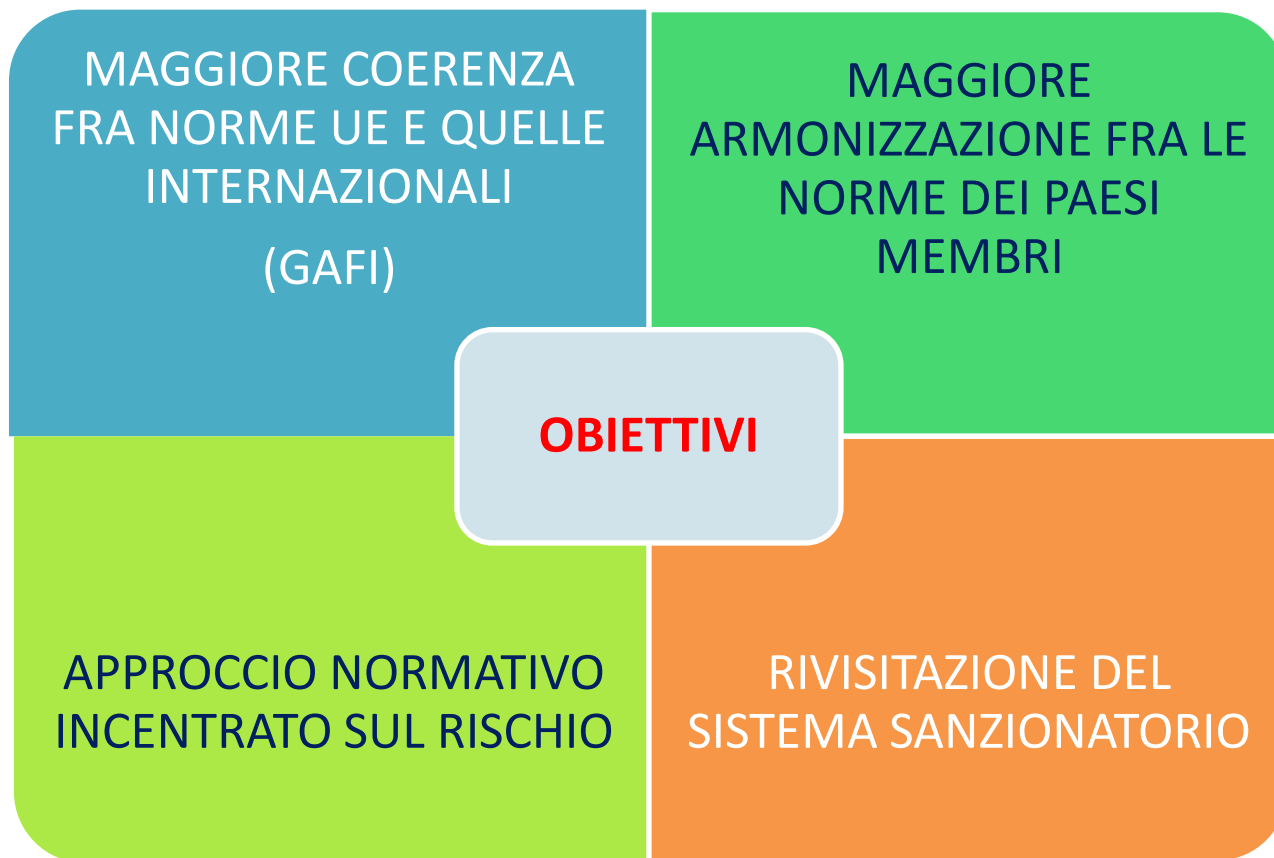 MAGGIORE COERENZA
FRA NORME UE E QUELLE
INTERNAZIONALI
(GAFI)
MAGGIORE
ARMONIZZAZIONE FRA LE
NORME DEI PAESI
MEMBRI
OBIETTIVI
APPROCCIO NORMATIVO
INCENTRATO SUL RISCHIO
RIVISITAZIONE DEL
SISTEMA SANZIONATORIO